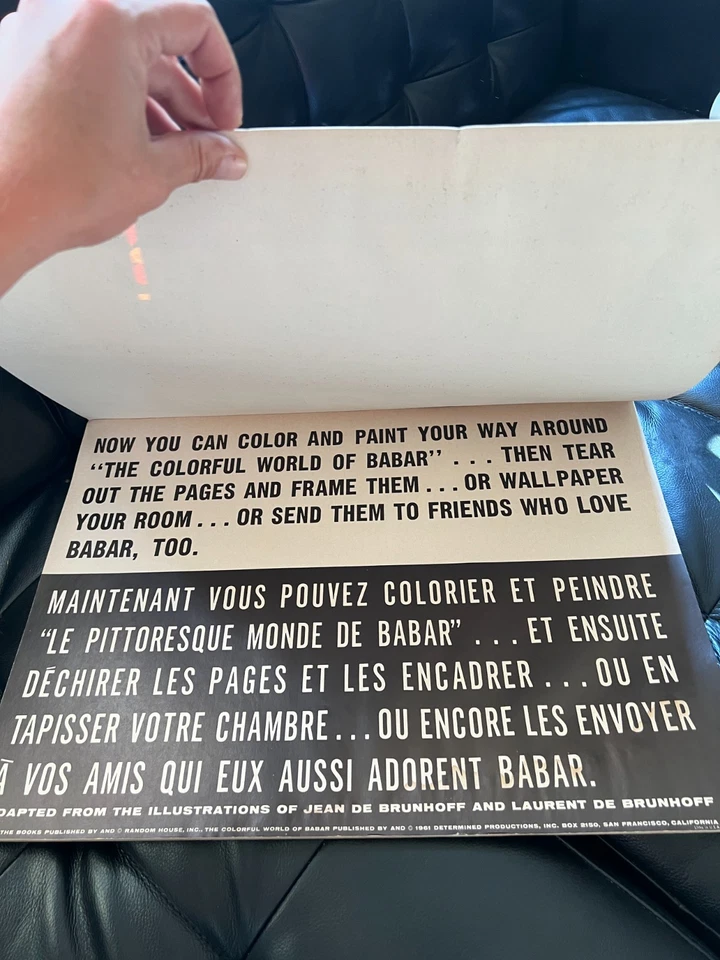 NOW YOU CAN COLOR AND PAINT YOUR WAY AROUND
“THE COLORFUL WORLD OF BABAR” . . . THEN TEAR
OUT THE PAGES AND FRAME THEM . . . OR WALLPAPER
YOUR ROOM . . . OR SEND THEM TO FRIENDS WHO LOVE
BABAR, TOO.
MAINTENANT VOUS POUVEZ COLORIER ET PEINDRE
“LE PITTORESQUE MONDE DE BABAR” . . . ET ENSUITE
DÉCHIRER LES PAGES ET LES ENCADRER . . . OU EN
TAPISSER VOTRE CHAMBRE . . . OU ENCORE LES ENVOYER
À VOS AMIS QUI EUX AUSSI ADORENT BABAR.
DAPTED FROM THE ILLUSTRATIONS OF JEAN DE BRUNHOFF AND LAURENT DE BRUNHOFF
THE BOOKS PUBLISHED BY AND © RANDOM HOUSE, INC., THE COLORFUL WORLD OF BABAR PUBLISHED BY AND © 1961 DETERMINED PRODUCTIONS, INC. BOX 2150, SAN FRANCISCO, CALIFORNIA